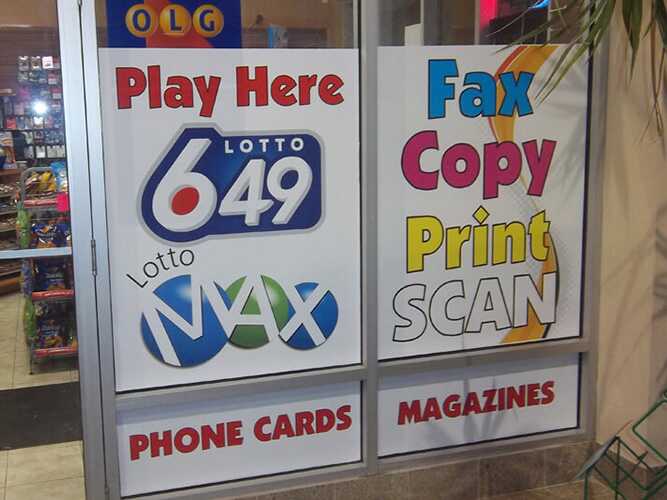 OLG
Play Here
LOTTO
649
Lotto
MAX
PHONE CARDS
Fax
Copy
Print
SCAN
MAGAZINES